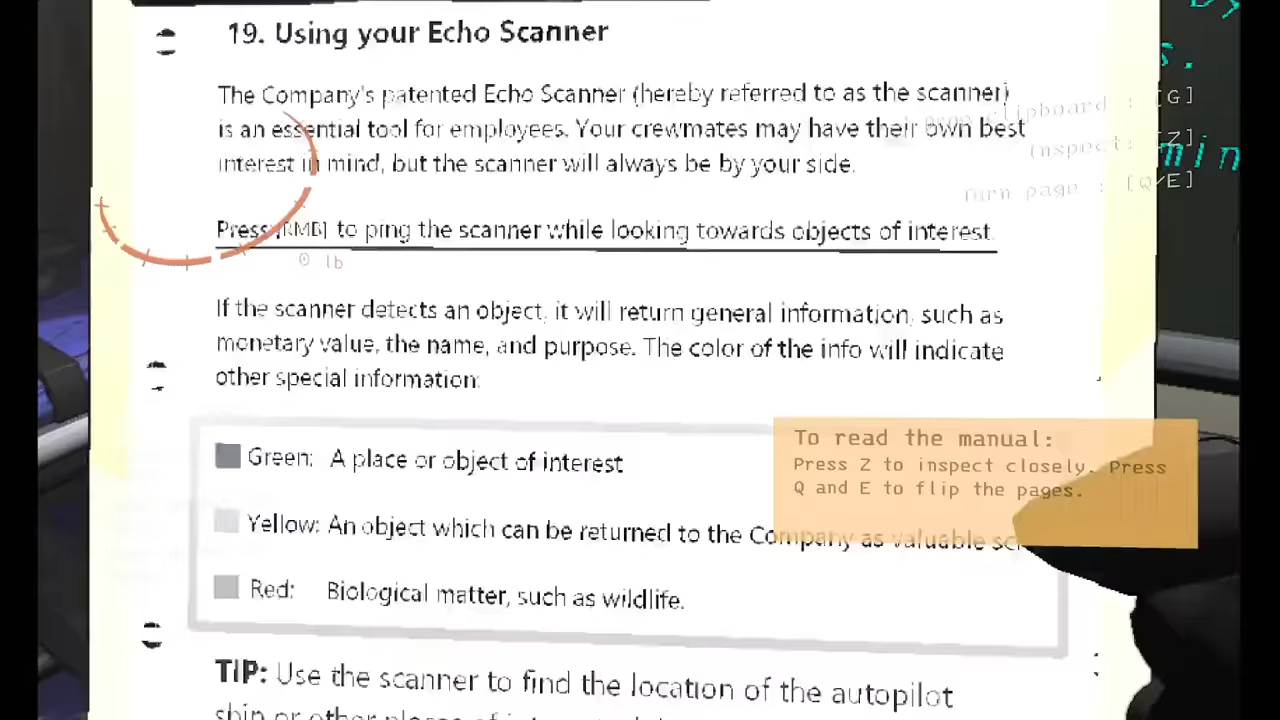 19. Using your Echo Scanner
The Company's patented Echo Scanner (hereby referred to as the scanner)
is an essential tool for employees. Your crewmates may have their own best
interest in mind, but the scanner will always be by your side.
Press [RMB] to ping the scanner while looking towards objects of interest.
0 lb
If the scanner detects an object, it will return general information, such as
monetary value, the name, and purpose. The color of the info will indicate
other special information:
Green: A place or object of interest
Yellow: An object which can be returned to the Company as valuable
Red: Biological matter, such as wildlife.
TIP: Use the scanner to find the location of the autopilot
ship or other places of
clipboard : [G]
Inspect: [Z]
Turn page : [Q/E]
To read the manual:
Press Z to inspect closely. Press
Q and E to flip the pages.